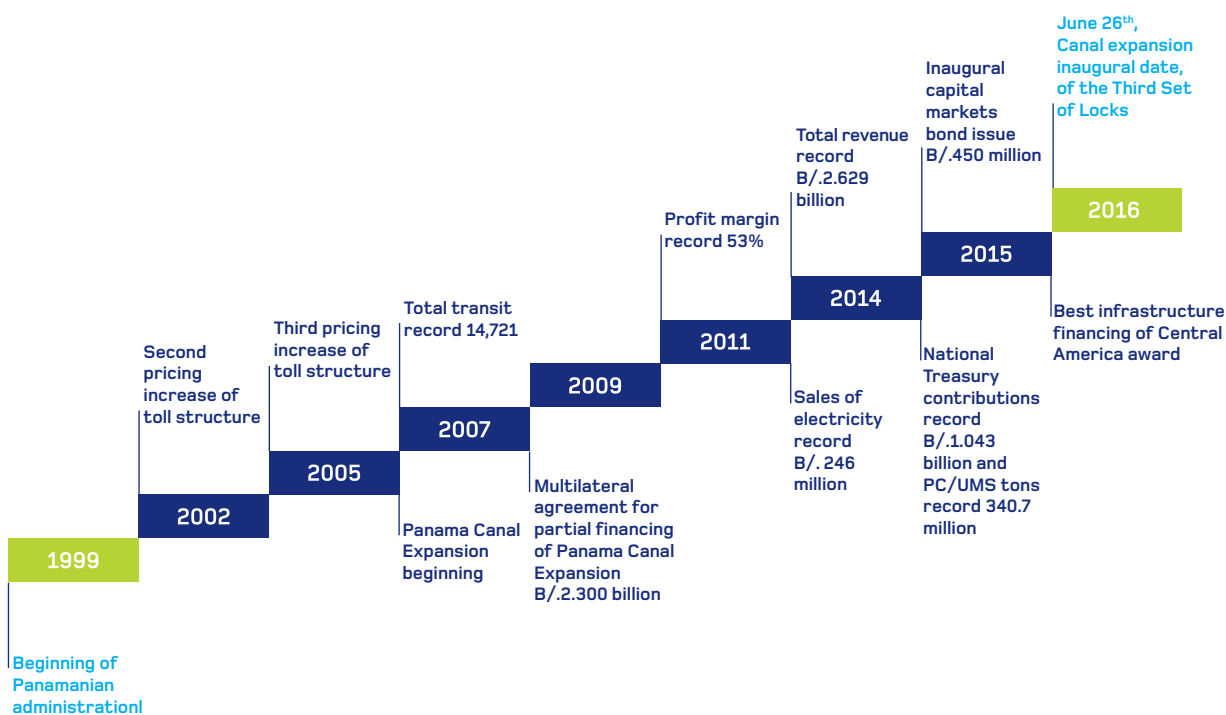 June 26th,
Canal expansion
inaugural date,
of the Third Set
of Locks
Inaugural
capital
markets
bond issue
B/.450 million
Total revenue
record
B/.2.629
billion
2016
Profit margin
record 53%
2015
2014
Total transit
record 14,721
Best infrastructure
financing of Central
America award
Third pricing
increase of
toll structure
2011
Second
pricing
increase of
toll structure
National
Treasury
contributions
record
B/.1.043
billion and
PC/UMS tons
record 340.7
million
2009
Sales of
electricity
record
B/. 246
million
2007
2005
Multilateral
agreement for
partial financing
of Panama Canal
Expansion
B/.2.300 billion
2002
Panama Canal
Expansion
beginning
1999
Beginning of
Panamanian
administrationl